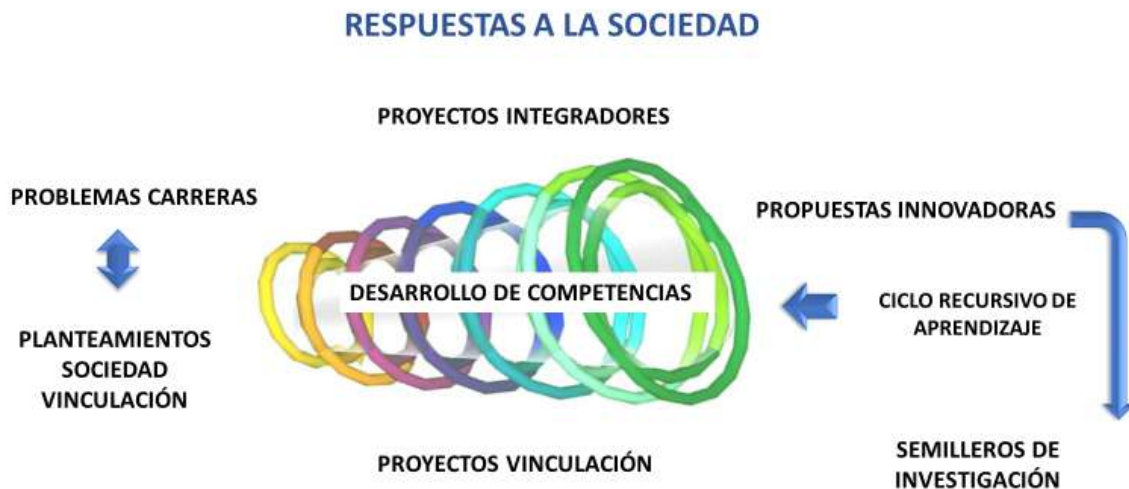 RESPUESTAS A LA SOCIEDAD
PROYECTOS INTEGRADORES
PROBLEMAS CARRERAS
PROPUESTAS INNOVADORAS
DESARROLLO DE COMPETENCIAS
CICLO RECURSIVO DE
APRENDIZAJE
PLANTEAMIENTOS
SOCIEDAD
VINCULACIÓN
PROYECTOS VINCULACIÓN
SEMILLEROS DE
INVESTIGACIÓN